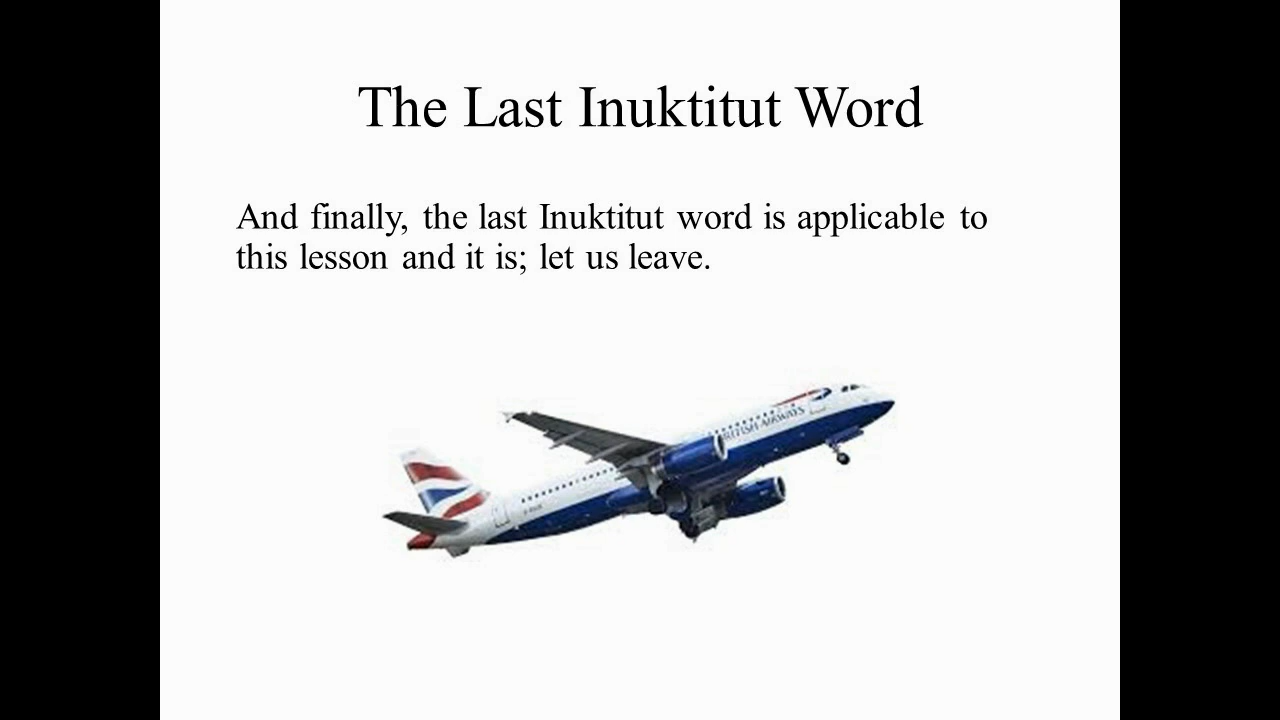 The Last Inuktitut Word
And finally, the last Inuktitut word is applicable to
this lesson and it is; let us leave.
BRITISH AIRWAYS